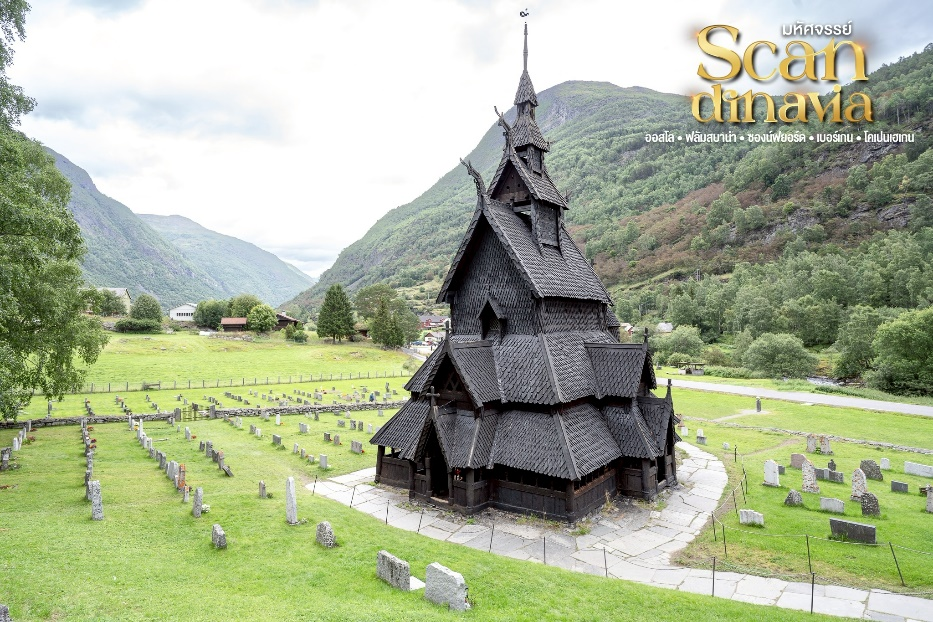 มหัศจรรย์
Scan
dinavia
ออสโล • ฟลัมสบาน่า • ซองน์ฟยอร์ด • เบอร์เกน • โคเปนเฮเกน